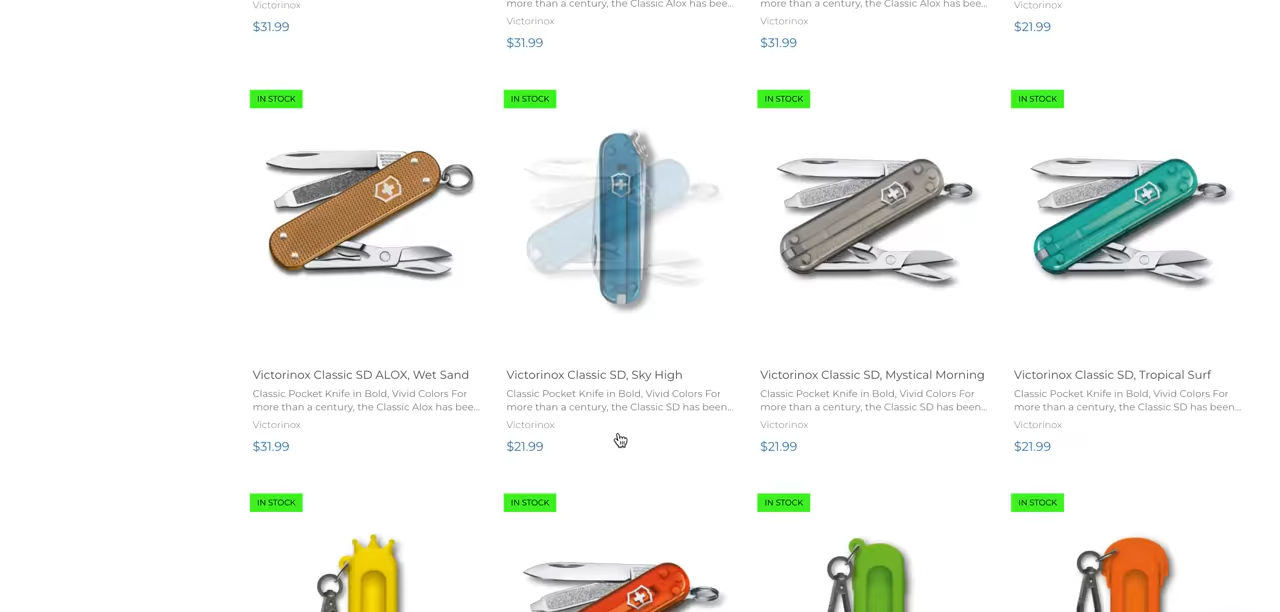 Victorinox
more than a century, the Classic Alox has bee...
more than a century, the Classic Alox has bee...
Victorinox
$31.99
Victorinox
Victorinox
$21.99
$31.99
$31.99
IN STOCK
IN STOCK
IN STOCK
IN STOCK
Victorinox Classic SD ALOX, Wet Sand
Classic Pocket Knife in Bold, Vivid Colors For
more than a century, the Classic Alox has bee...
Victorinox
$31.99
Victorinox Classic SD, Sky High
Classic Pocket Knife in Bold, Vivid Colors For
more than a century, the Classic SD has been...
Victorinox
$21.99
Victorinox Classic SD, Mystical Morning
Classic Pocket Knife in Bold, Vivid Colors For
more than a century, the Classic SD has been...
Victorinox
$21.99
Victorinox Classic SD, Tropical Surf
Classic Pocket Knife in Bold, Vivid Colors For
more than a century, the Classic SD has been...
Victorinox
$21.99
IN STOCK
IN STOCK
IN STOCK
IN STOCK